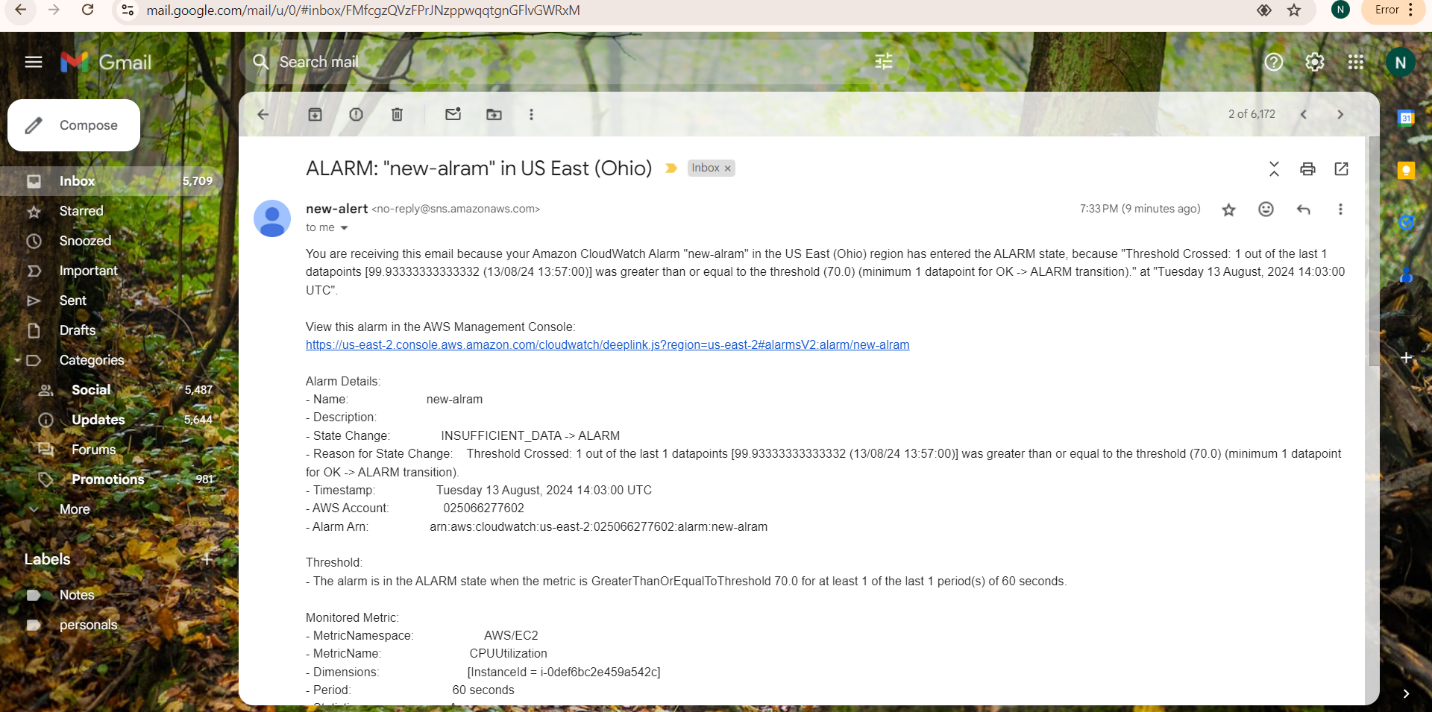 mail.google.com/mail/u/0/#inbox/FMfcgzQVzFPrJNzppwqqtgnGFlvGWRxM
N
Error
Gmail
Search mail
N
Compose
2 of 6,172
31
Inbox 5,709
Starred
Snoozed
Important
Sent
Drafts
Categories
Social 5,487
Updates 5,644
Forums
Promotions 981
More
Labels
Notes
personals
ALARM: "new-alram" in US East (Ohio) Inbox ×
new-alert <no-reply@sns.amazonaws.com> 7:33 PM (9 minutes ago)
to me
You are receiving this email because your Amazon CloudWatch Alarm "new-alram" in the US East (Ohio) region has entered the ALARM state, because "Threshold Crossed: 1 out of the last 1
datapoints [99.93333333333332 (13/08/24 13:57:00)] was greater than or equal to the threshold (70.0) (minimum 1 datapoint for OK -> ALARM transition)." at "Tuesday 13 August, 2024 14:03:00
UTC".
View this alarm in the AWS Management Console:
https://us-east-2.console.aws.amazon.com/cloudwatch/deeplink.js?region=us-east-2#alarmsV2:alarm/new-alram
Alarm Details:
- Name: new-alram
- Description:
- State Change: INSUFFICIENT_DATA -> ALARM
- Reason for State Change: Threshold Crossed: 1 out of the last 1 datapoints [99.93333333333332 (13/08/24 13:57:00)] was greater than or equal to the threshold (70.0) (minimum 1 datapoint
for OK -> ALARM transition).
- Timestamp: Tuesday 13 August, 2024 14:03:00 UTC
- AWS Account: 025066277602
- Alarm Arn: arn:aws:cloudwatch:us-east-2:025066277602:alarm:new-alram
Threshold:
- The alarm is in the ALARM state when the metric is GreaterThanOrEqualToThreshold 70.0 for at least 1 of the last 1 period(s) of 60 seconds.
Monitored Metric:
- MetricNamespace: AWS/EC2
- MetricName: CPUUtilization
- Dimensions: [InstanceId = i-0def6bc2e459a542c]
- Period: 60 seconds